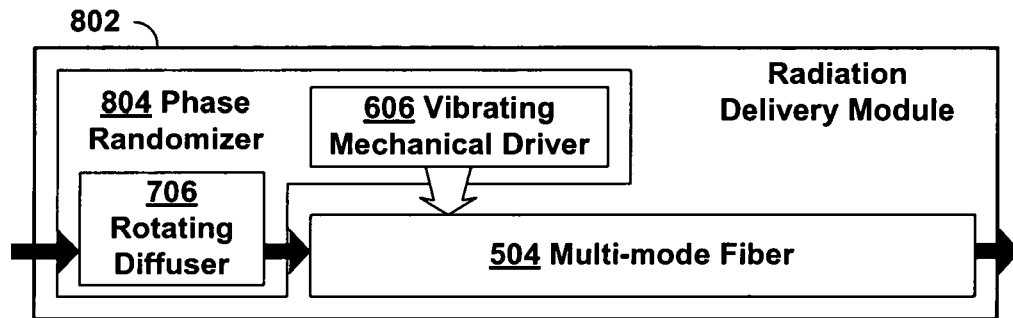 802
Radiation
Delivery Module
804 Phase
Randomizer
606 Vibrating
Mechanical Driver
706
Rotating
Diffuser
504 Multi-mode Fiber